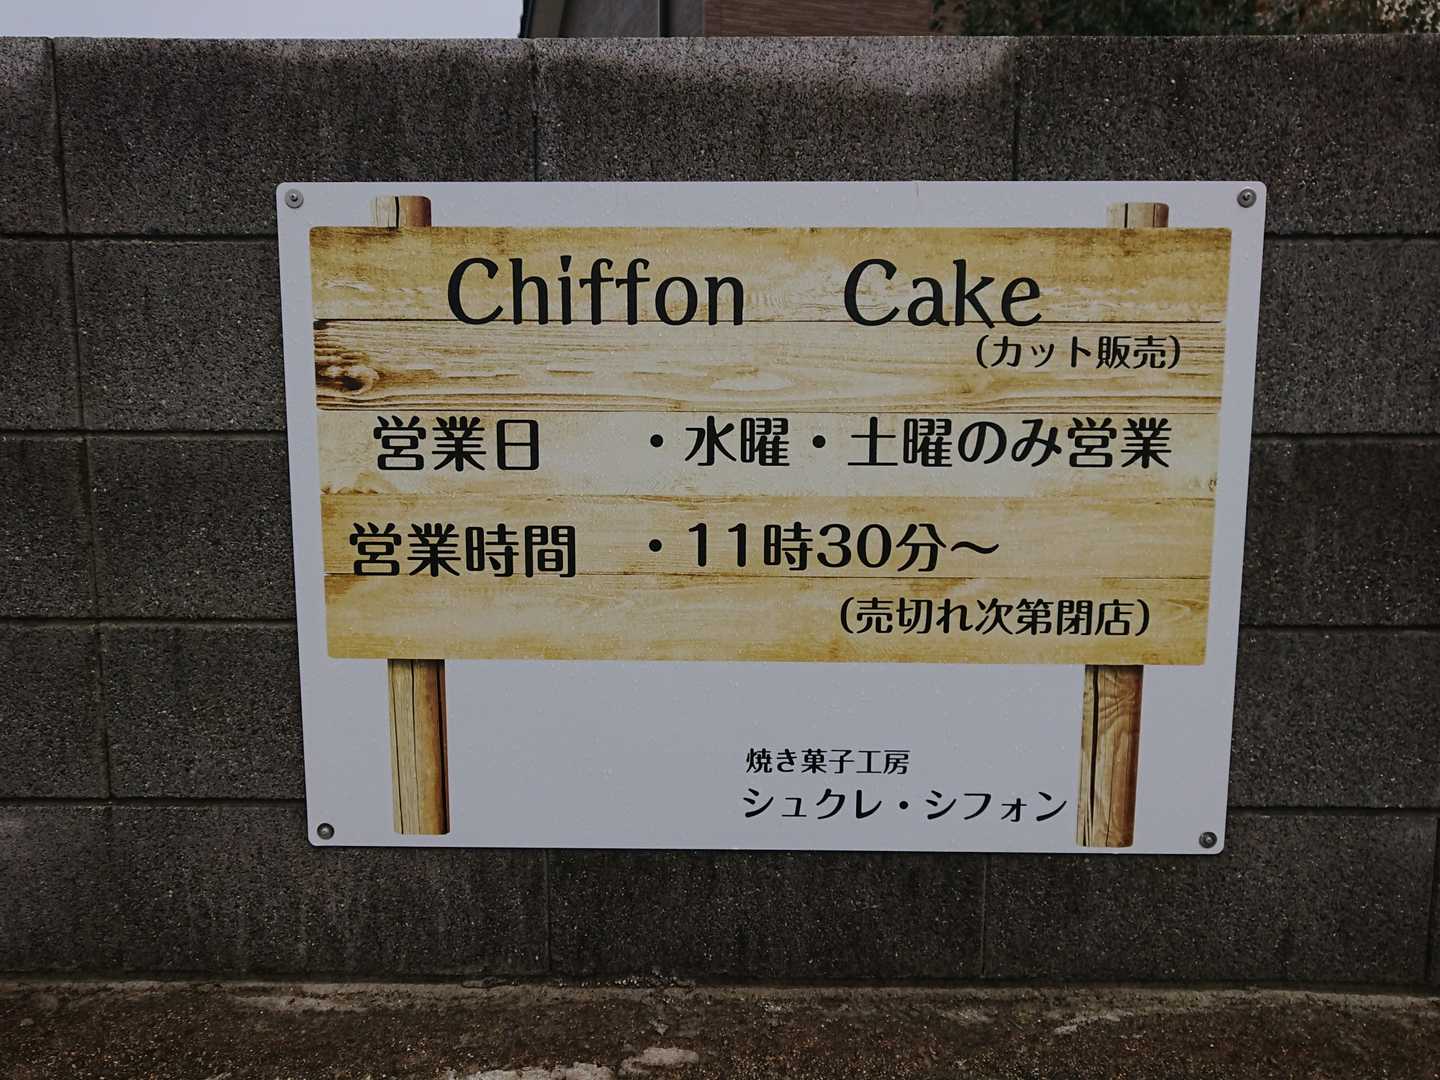 Chiffon Cake
(カット販売)
営業日 ・水曜・土曜のみ営業
営業時間 ・11時30分～
(売切れ次第閉店)
焼き菓子工房
シュクレ・シフォン